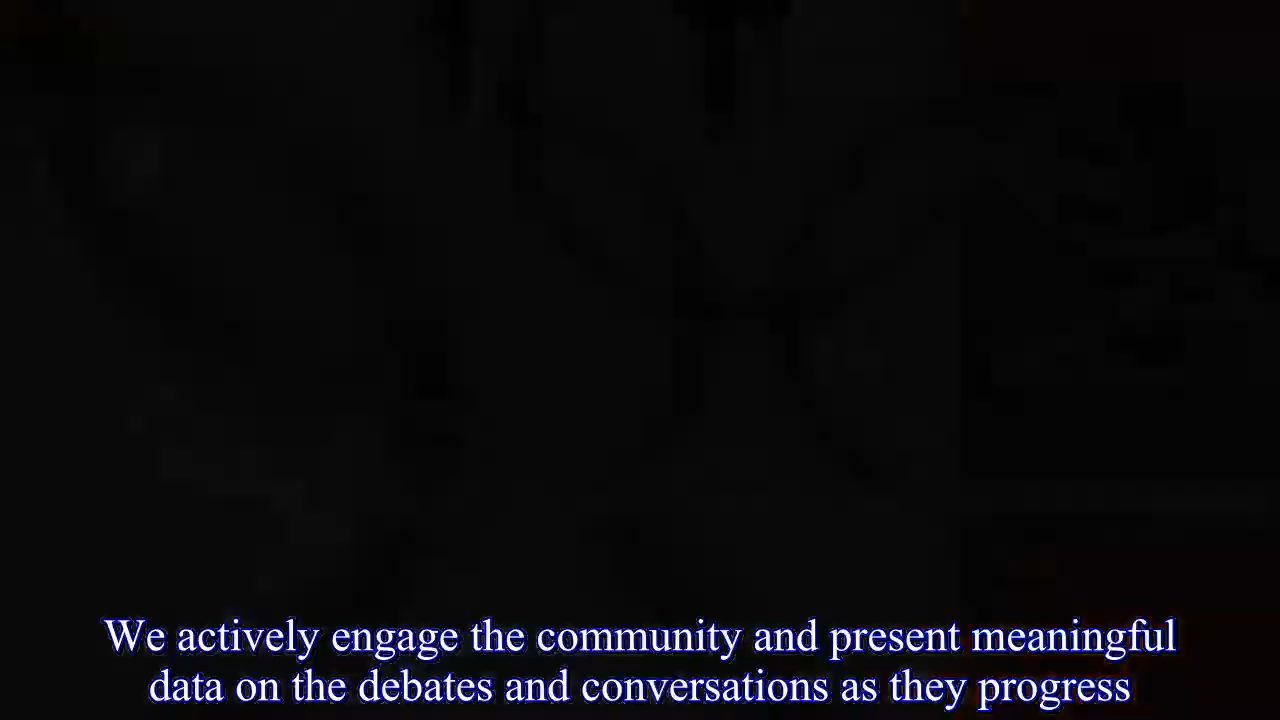 We actively engage the community and present meaningful
data on the debates and conversations as they progress